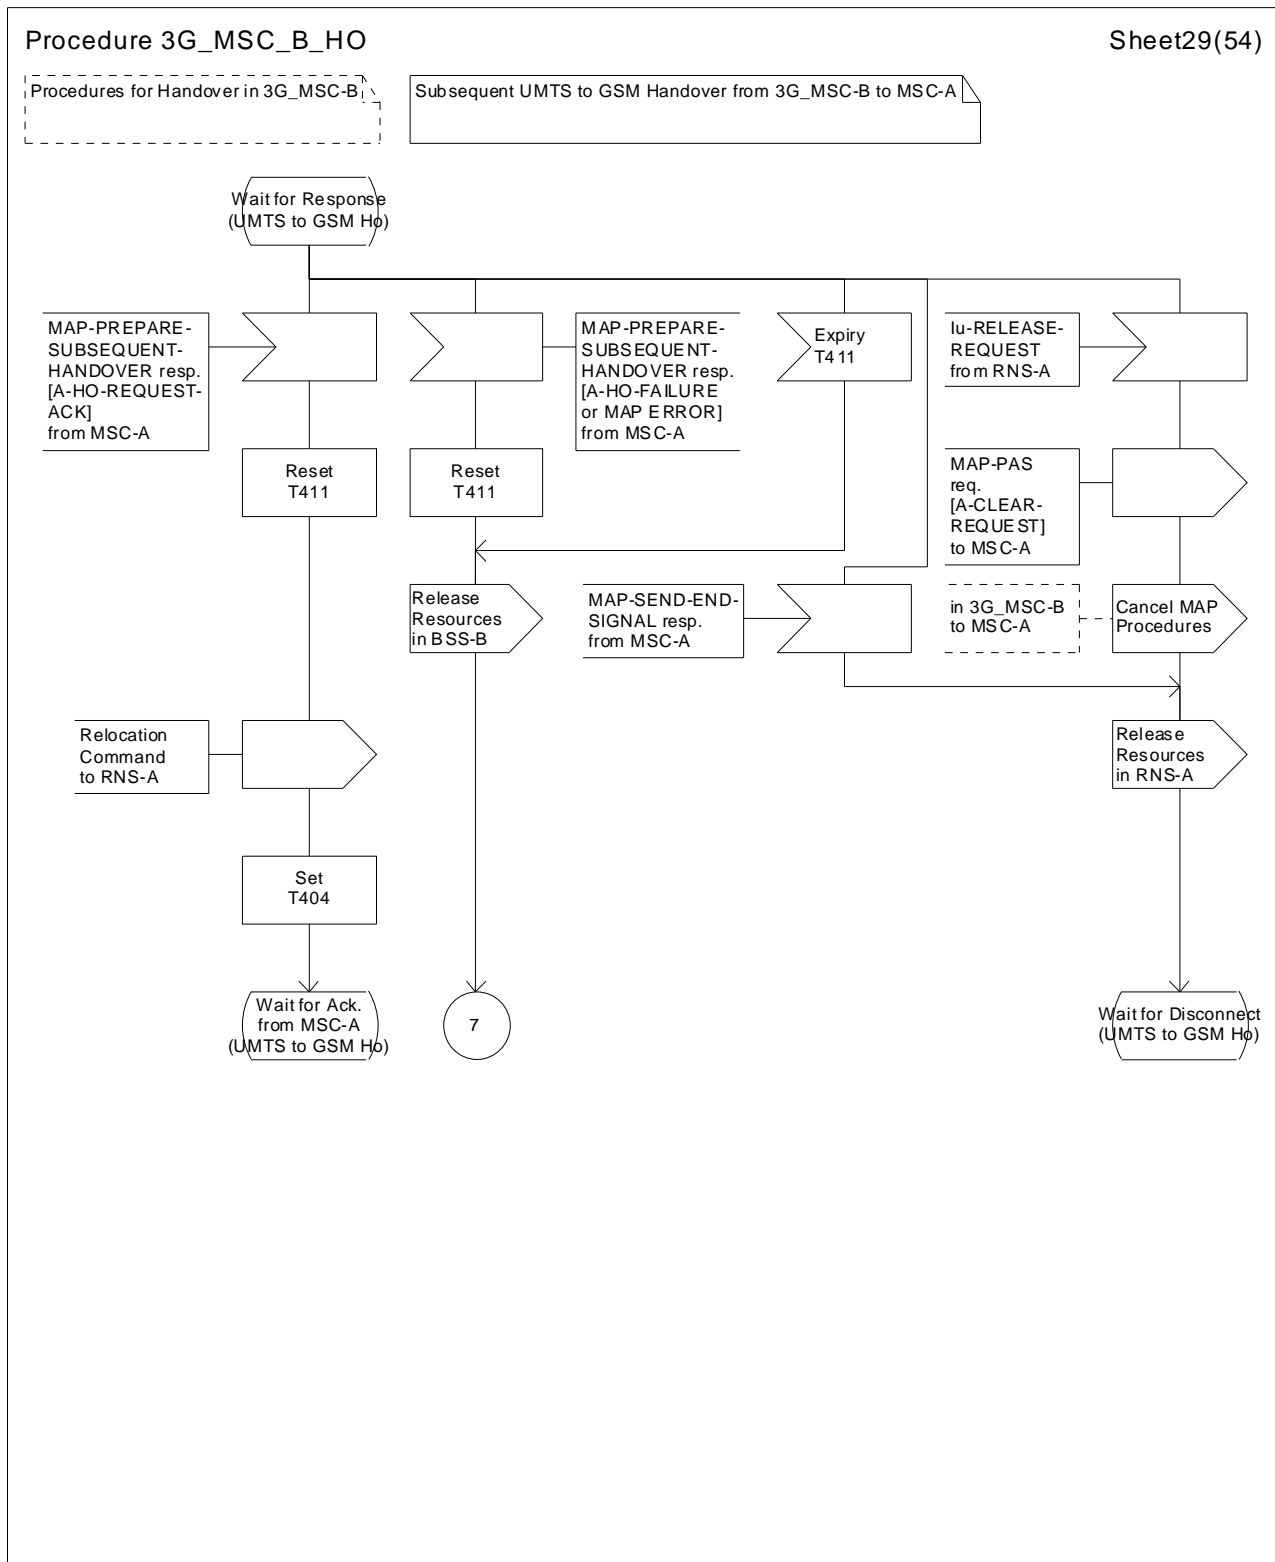 Procedure 3G_MSC_B_HO
Sheet29(54)
Procedures for Handover in 3G_MSC-B
Subsequent UMTS to GSM Handover from 3G_MSC-B to MSC-A
Wait for Response
(UMTS to GSM Ho)
MAP-PREPARE-
SUBSEQUENT-
HANDOVER resp.
[A-HO-REQUEST-
ACK]
from MSC-A
MAP-PREPARE-
SUBSEQUENT-
HANDOVER resp.
[A-HO-FAILURE
or MAP ERROR]
from MSC-A
Expiry
T411
Iu-RELEASE-
REQUEST
from RNS-A
Reset
T411
Reset
T411
MAP-PAS
req.
[A-CLEAR-
REQUEST]
to MSC-A
Release
Resources
in BSS-B
MAP-SEND-END-
SIGNAL resp.
from MSC-A
in 3G_MSC-B
to MSC-A
Cancel MAP
Procedures
Relocation
Command
to RNS-A
Release
Resources
in RNS-A
Set
T404
Wait for Ack.
from MSC-A
(UMTS to GSM Ho)
7
Wait for Disconnect
(UMTS to GSM Ho)